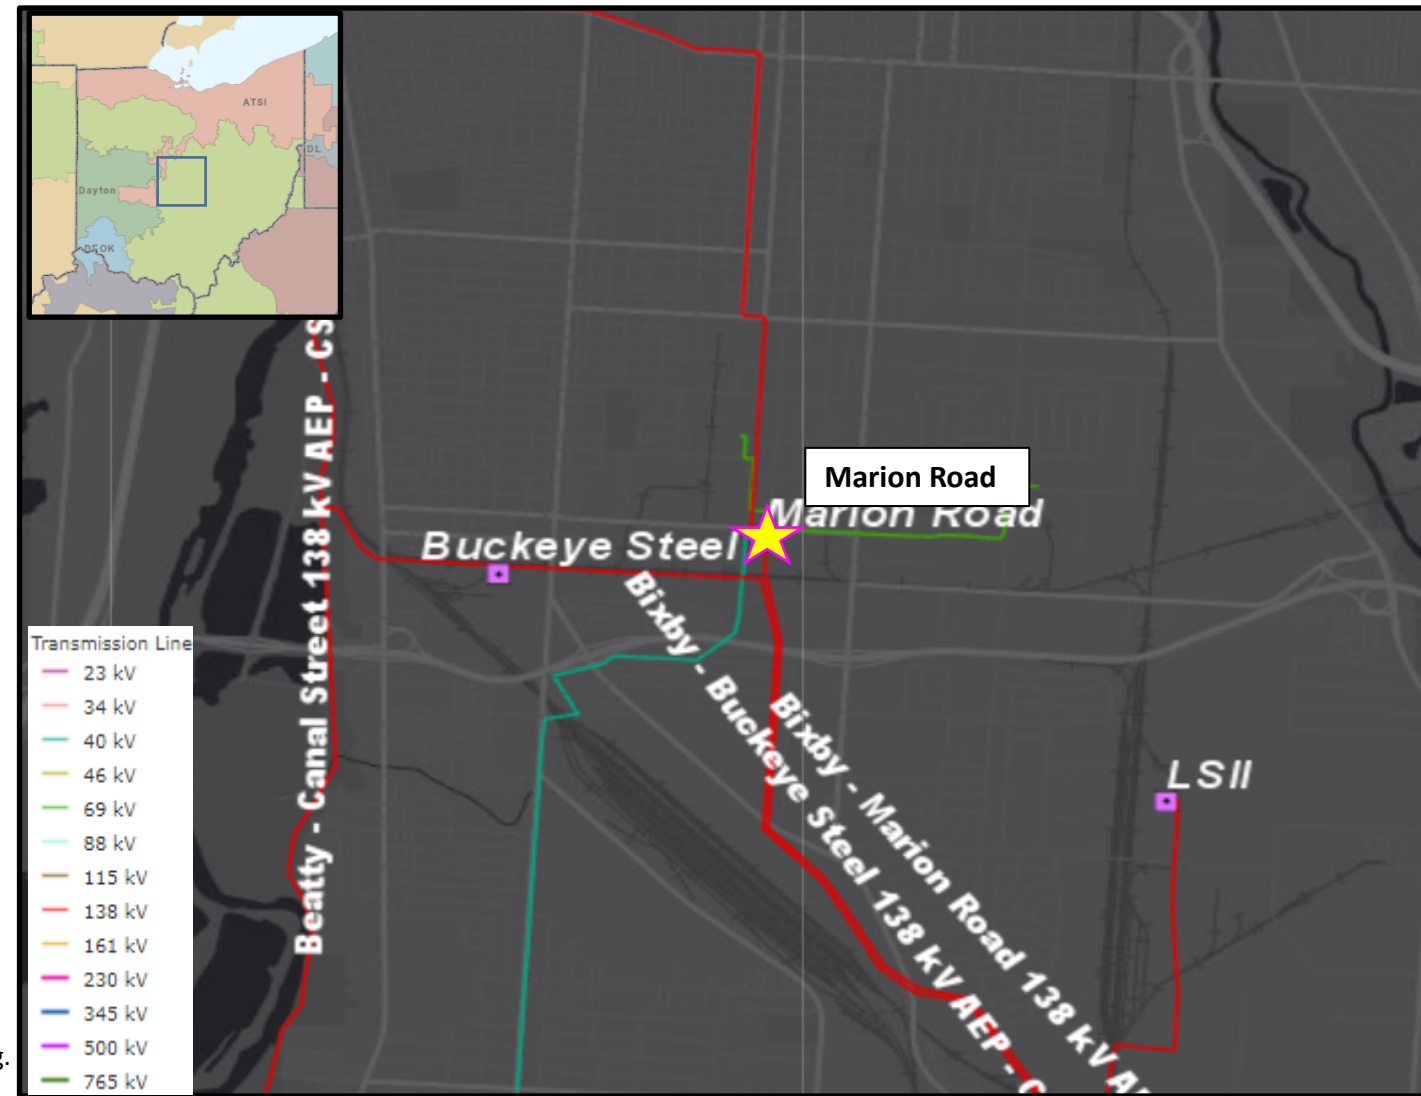 ATSI
DL
Dayton
DEOK
Marion Road
Marion Road
Buckeye Steel
Beatty - Canal Street 138 kV AEP - CS
Bixby - Buckeye Steel 138 kV AEP - C
Bixby - Marion Road 138 kV AE
LSII
Transmission Line
23 kV
34 kV
40 kV
46 kV
69 kV
88 kV
115 kV
138 kV
161 kV
230 kV
345 kV
500 kV
765 kV
g.